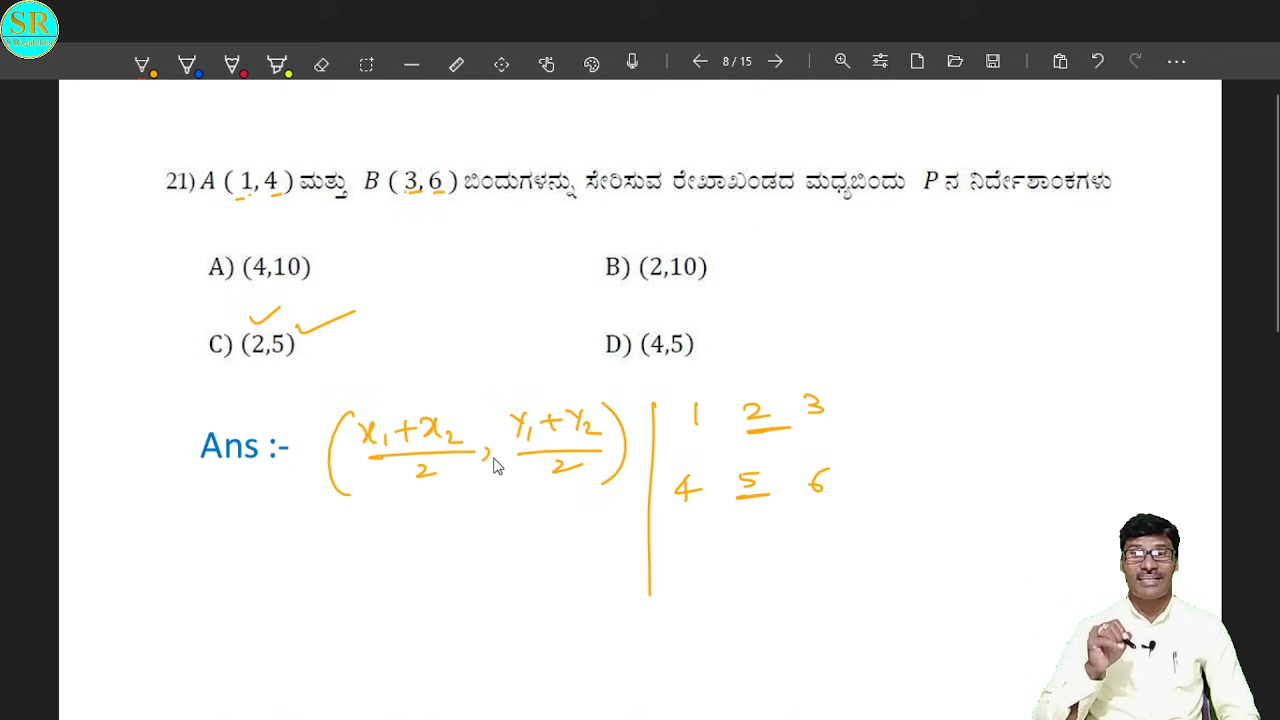 SR
8 / 15
21) A ( 1, 4 ) ಮತ್ತು B ( 3, 6 ) ಬಿಂದುಗಳನ್ನು ಸೇರಿಸುವ ರೇಖಾಖಂಡದ ಮಧ್ಯಬಿಂದು P ನ ನಿರ್ದೇಶಾಂಕಗಳು
A) (4,10) B) (2,10)
C) (2,5) D) (4,5)
Ans :- ( x₁+x₂ / 2 , Y₁+Y₂ / 2 )
1 2 3
4 5 6